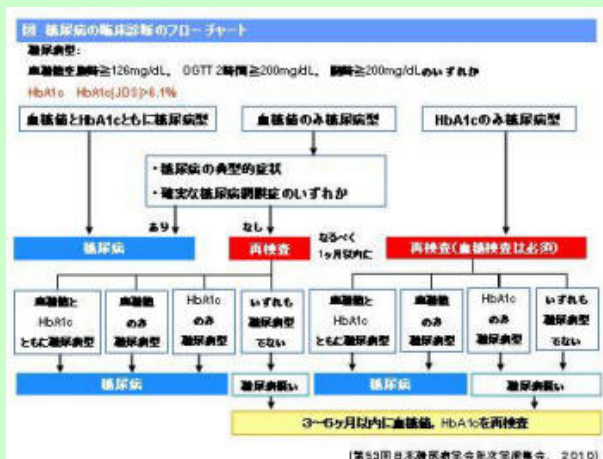 図 糖尿病の臨床診断のフローチャート
糖尿病型:
血糖値空腹時≧126mg/dL, OGTT 2時間≧200mg/dL, 随時≧200mg/dLのいずれか
HbA1c HbA1c(JDS)>6.1%
血糖値とHbA1cともに糖尿病型
血糖値のみ糖尿病型
HbA1cのみ糖尿病型
・糖尿病の典型的症状
・確実な糖尿病網膜症のいずれか
あり
なし
なるべく
1ヶ月以内に
糖尿病
再検査
再検査(血糖検査は必須)
血糖値と
HbA1c
ともに糖尿病型
血糖値
のみ
糖尿病型
HbA1c
のみ
糖尿病型
いずれも
糖尿病型
でない
血糖値と
HbA1c
ともに糖尿病型
血糖値
のみ
糖尿病型
HbA1c
のみ
糖尿病型
いずれも
糖尿病型
でない
糖尿病
糖尿病疑い
糖尿病
糖尿病疑い
3〜6ヶ月以内に血糖値, HbA1cを再検査
(第53回日本糖尿病学会年次学術集会, 2010)